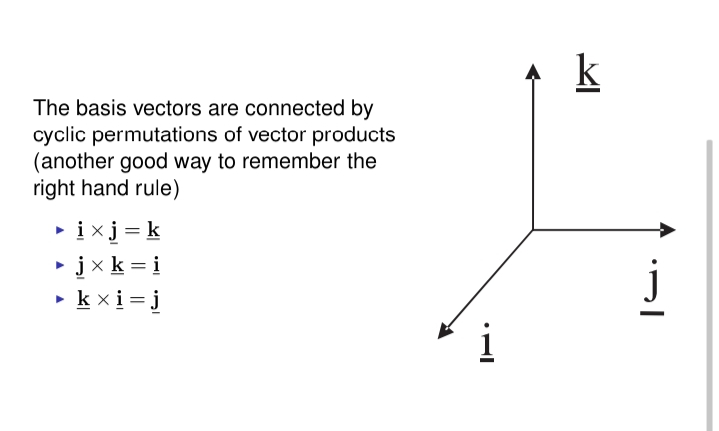 The basis vectors are connected by
cyclic permutations of vector products
(another good way to remember the
right hand rule)
▸ i × j = k
▸ j × k = i
▸ k × i = j
k
j
i